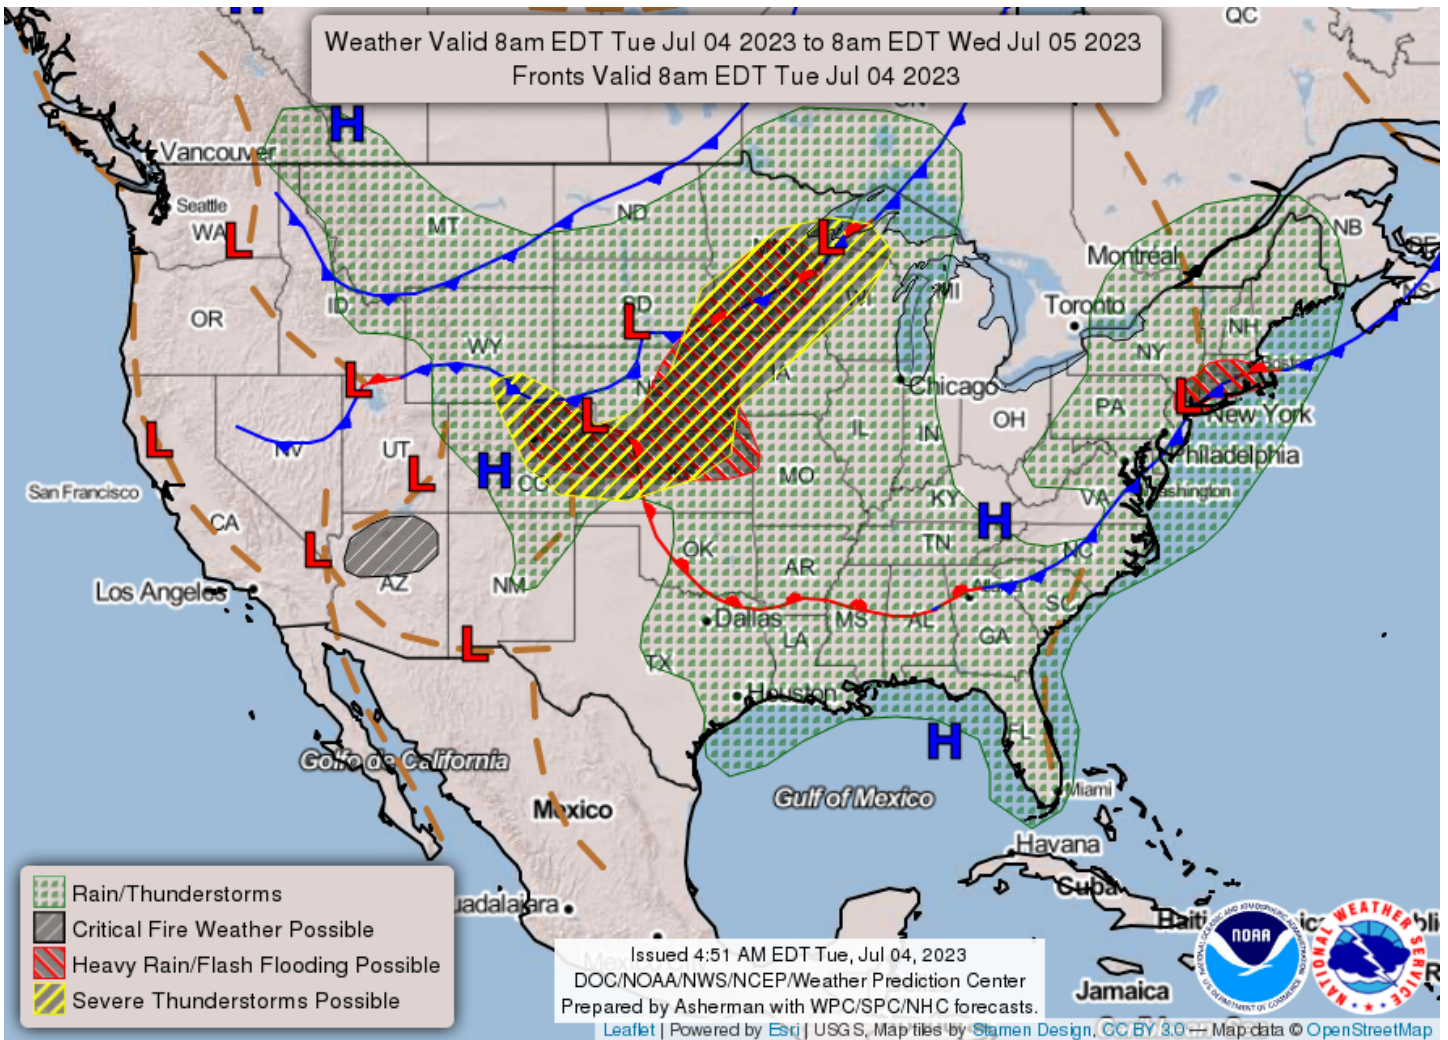 Weather Valid 8am EDT Tue Jul 04 2023 to 8am EDT Wed Jul 05 2023
Fronts Valid 8am EDT Tue Jul 04 2023
QC
H
H
Vancouver
Seattle
WA
L
MT
ND
L
Montréal
NB
OR
ID
SD
L
WI
MI
Toronto
NH
WY
NY
L
IA
Chicago
L
New York
L
L
OH
PA
NV
UT
L
H
CO
IL
IN
MO
Philadelphia
San Francisco
KY
VA
Washington
CA
L
H
OK
TN
NC
Los Angeles
AZ
NM
AR
SC
Dallas
MS
AL
GA
L
LA
TX
Houston
H
FL
Golfo de California
Gulf of Mexico
Miami
Mexico
Havana
Cuba
Jamaica
Rain/Thunderstorms
Critical Fire Weather Possible
Heavy Rain/Flash Flooding Possible
Severe Thunderstorms Possible
uadalajara
Issued 4:51 AM EDT Tue, Jul 04, 2023
DOC/NOAA/NWS/NCEP/Weather Prediction Center
Prepared by Asherman with WPC/SPC/NHC forecasts.
NOAA
NATIONAL WEATHER SERVICE
Leaflet | Powered by Esri | USGS, Map tiles by Stamen Design, CC BY 3.0 — Map data © OpenStreetMap